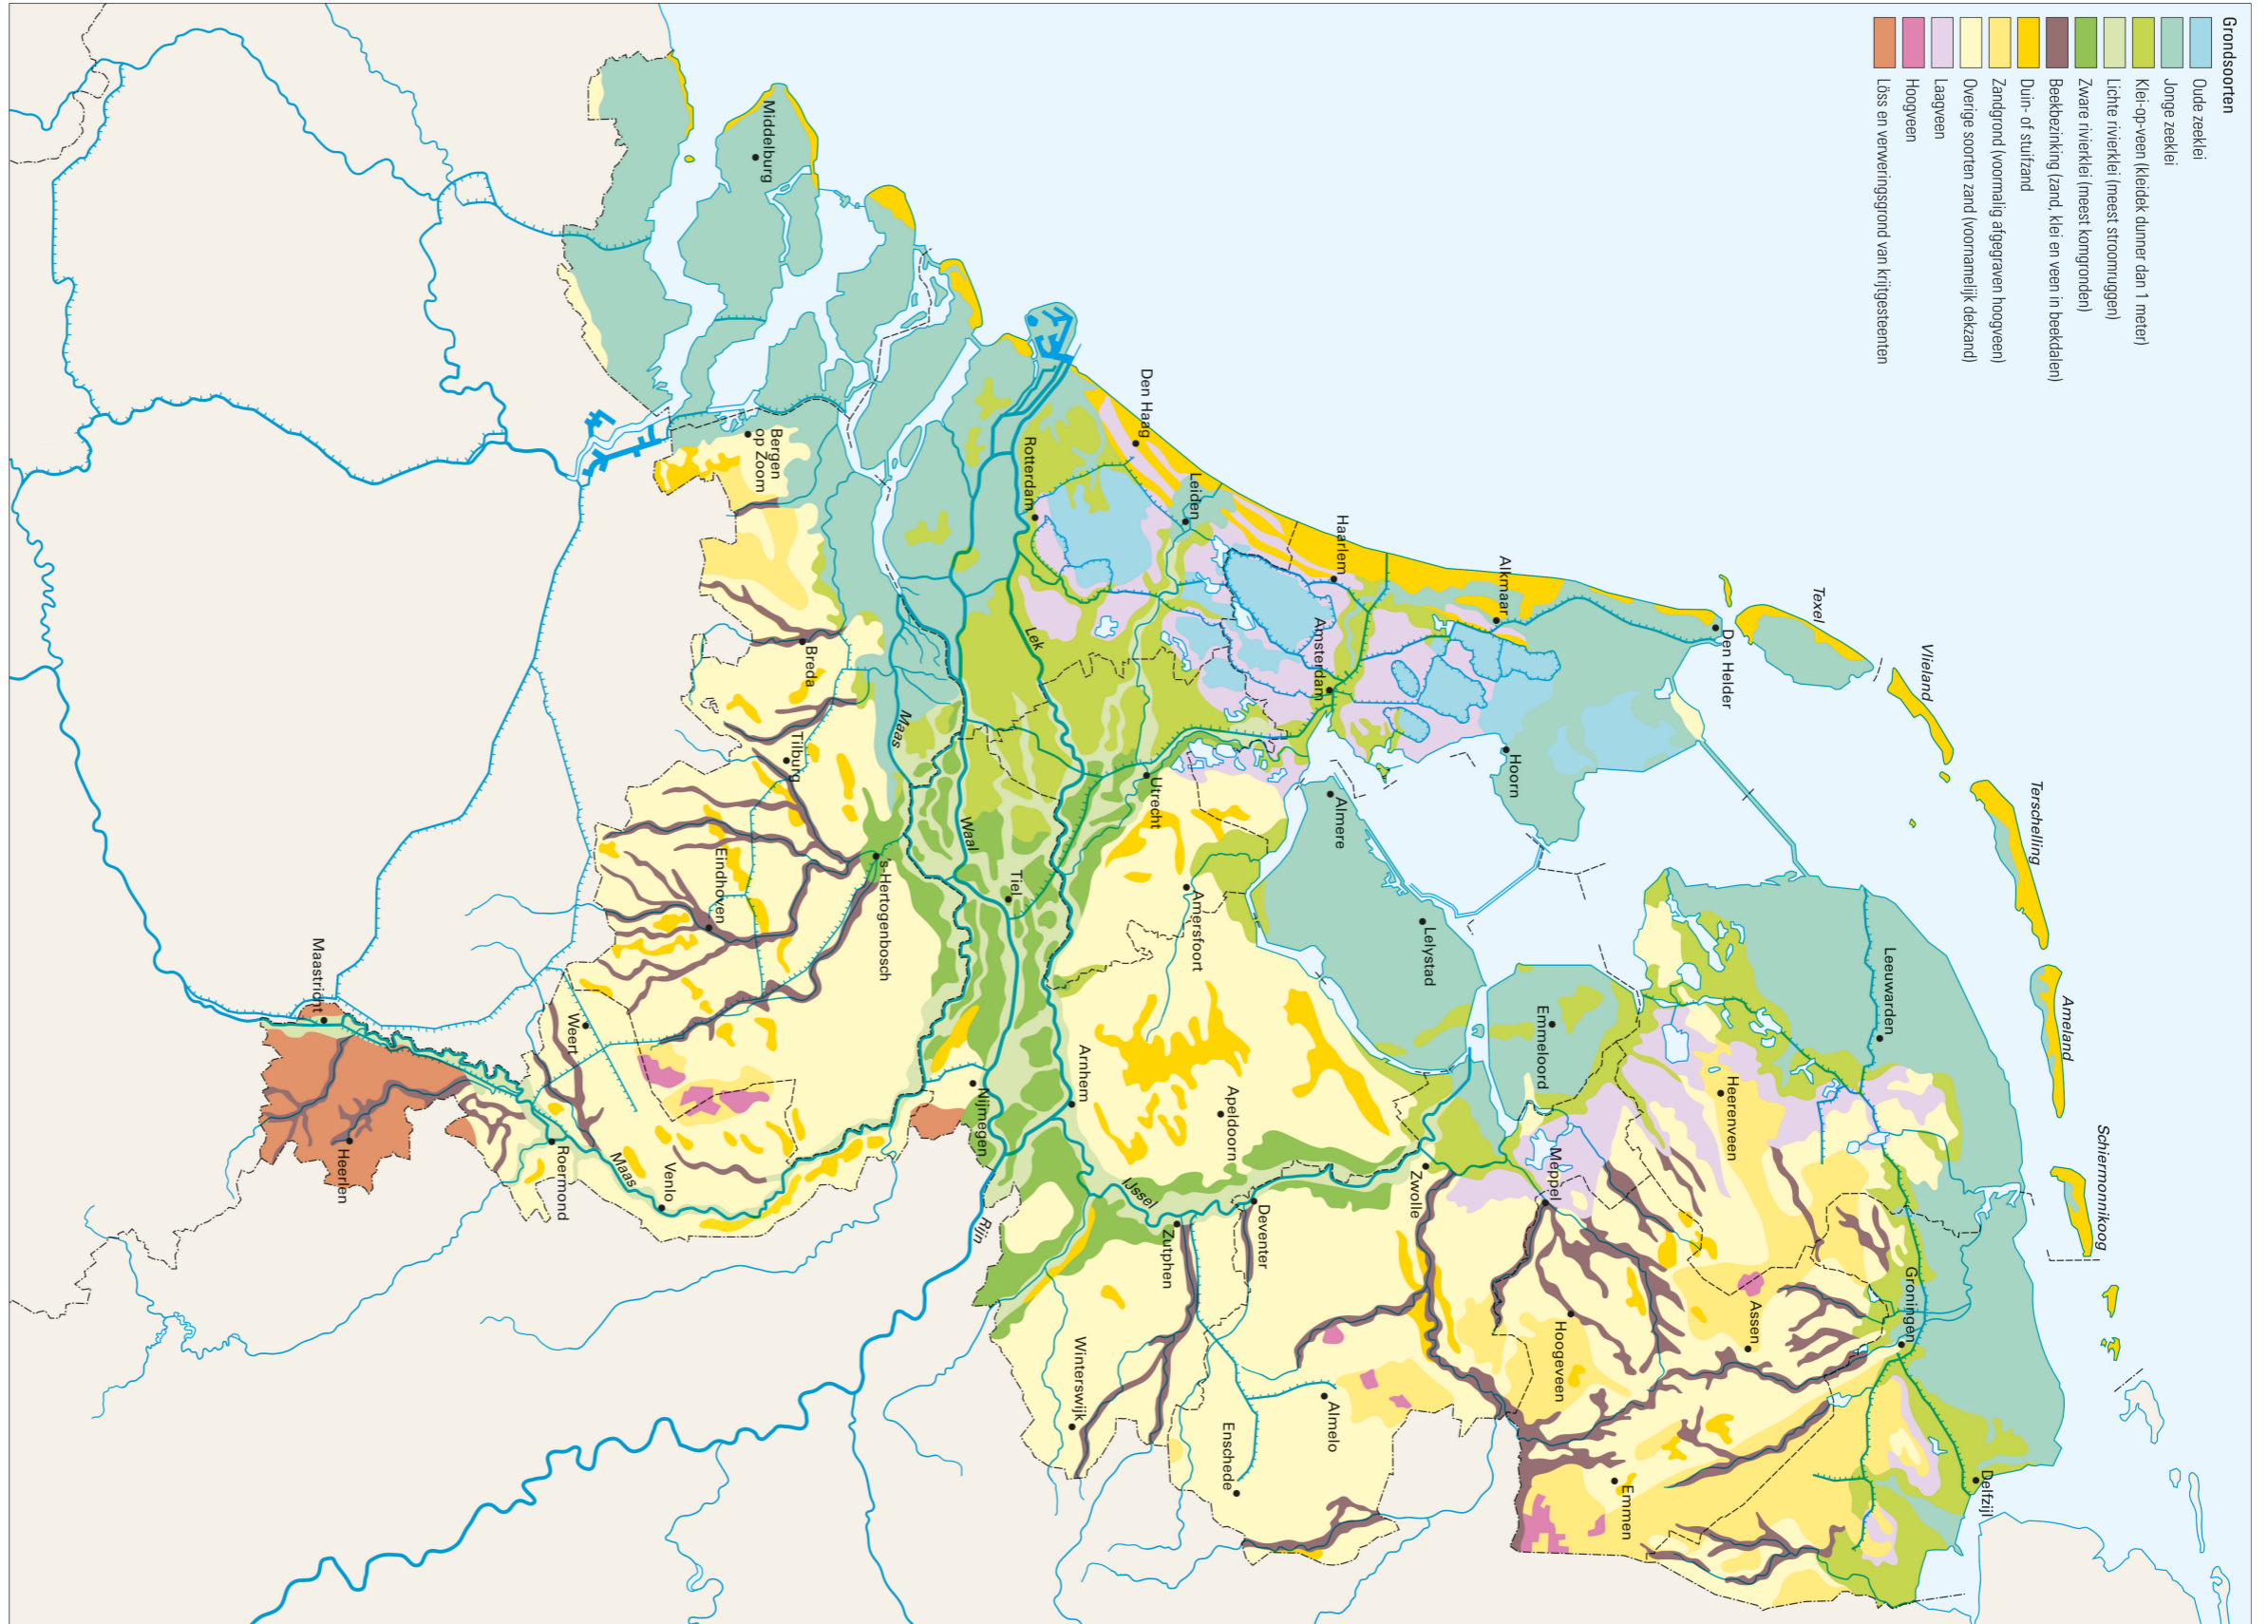 Grondsoorten
Oude zeeklei
Jonge zeeklei
Klei-op-veen (kleidek dunner dan 1 meter)
Lichte rivierklei (meest stroomruggen)
Zware rivierklei (meest komgronden)
Beekbezinking (zand, klei en veen in beekdalen)
Duin- of stuifzand
Zandgrond (voormalig afgegraven hoogveen)
Overige soorten zand (voornamelijk dekzand)
Laagveen
Hoogveen
Löss en verweringsgrond van krijtgesteenten
Schiermonnikoog
Ameland
Terschelling
Vlieland
Texel
Delfzijl
Groningen
Leeuwarden
Assen
Heerenveen
Den Helder
Emmen
Hoogeveen
Meppel
Emmeloord
Hoorn
Alkmaar
Zwolle
Lelystad
Almelo
Almere
Haarlem
Amsterdam
Deventer
Enschede
Apeldoorn
Amersfoort
Leiden
Zutphen
IJssel
Utrecht
Den Haag
Winterswijk
Arnhem
Lek
Rotterdam
Tiel
Rijn
Nijmegen
Waal
Maas
's-Hertogenbosch
Breda
Tilburg
Bergen
op Zoom
Middelburg
Eindhoven
Venlo
Maas
Weert
Roermond
Heerlen
Maastricht